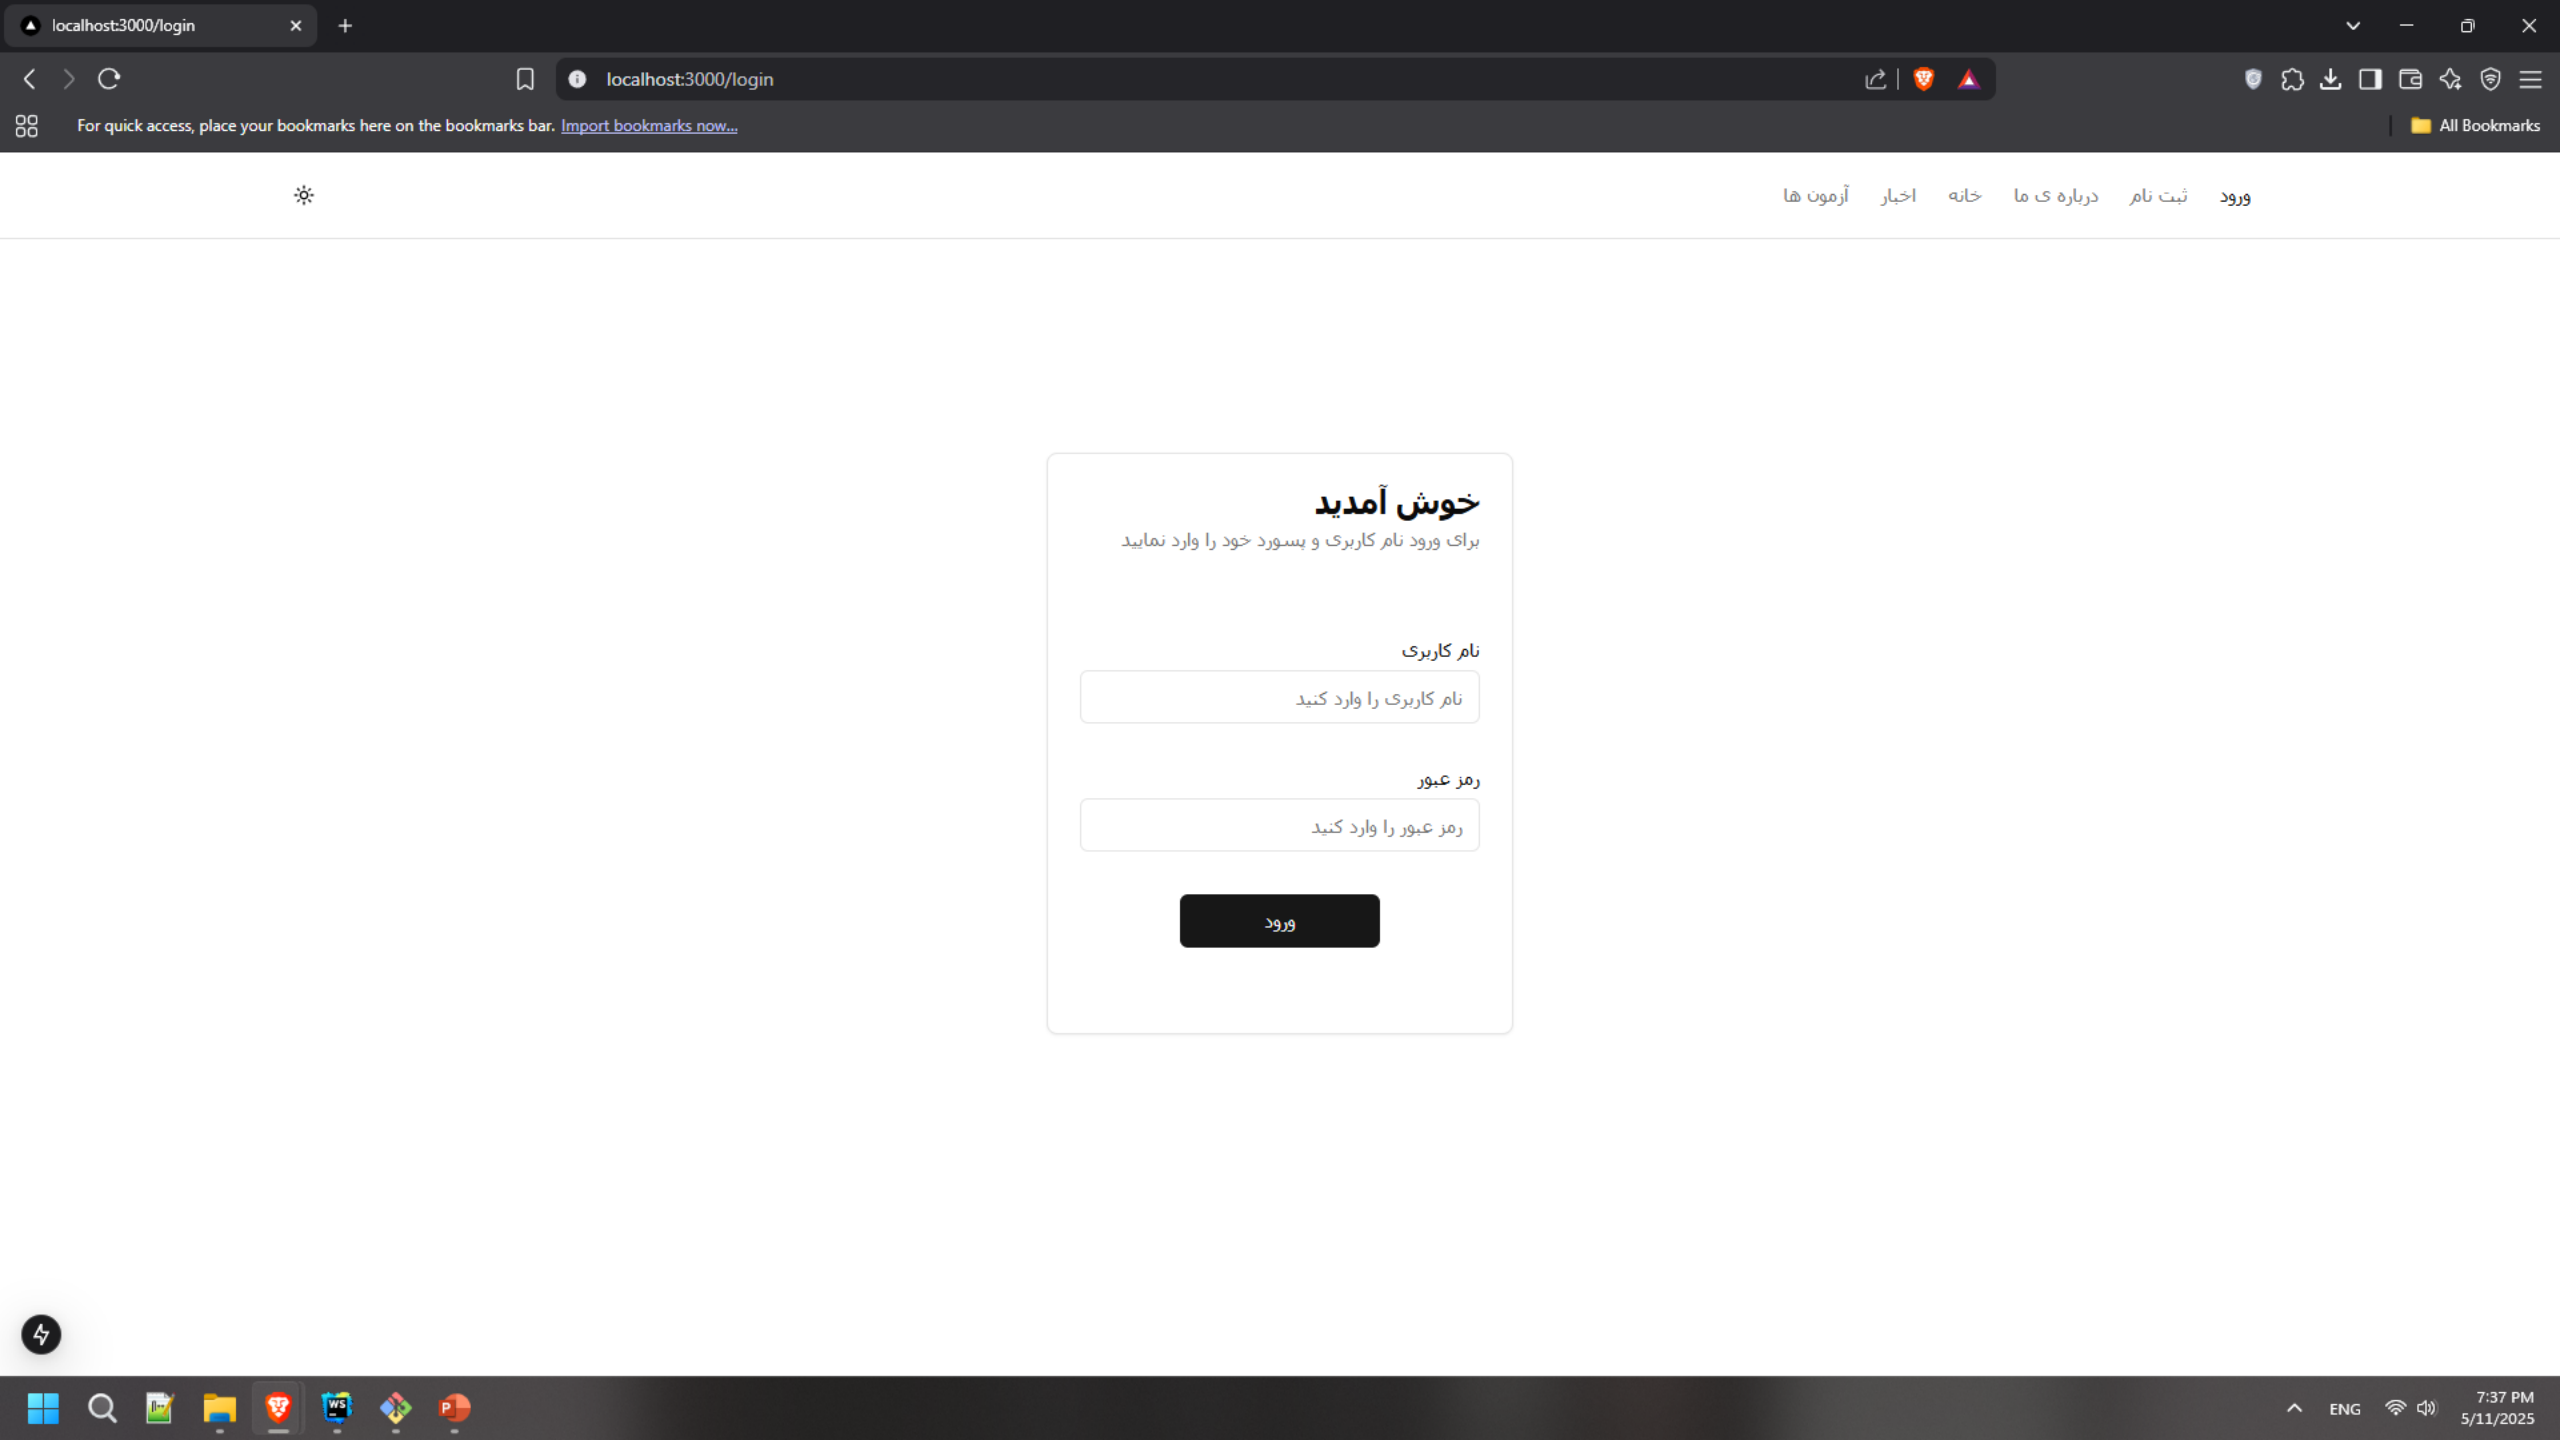 localhost:3000/login
localhost:3000/login
For quick access, place your bookmarks here on the bookmarks bar. Import bookmarks now...
All Bookmarks
ورود ثبت نام درباره ی ما خانه اخبار آزمون ها
خوش آمدید
برای ورود نام کاربری و پسورد خود را وارد نمایید
نام کاربری
نام کاربری را وارد کنید
رمز عبور
رمز عبور را وارد کنید
ورود
WS
P
ENG
7:37 PM
5/11/2025